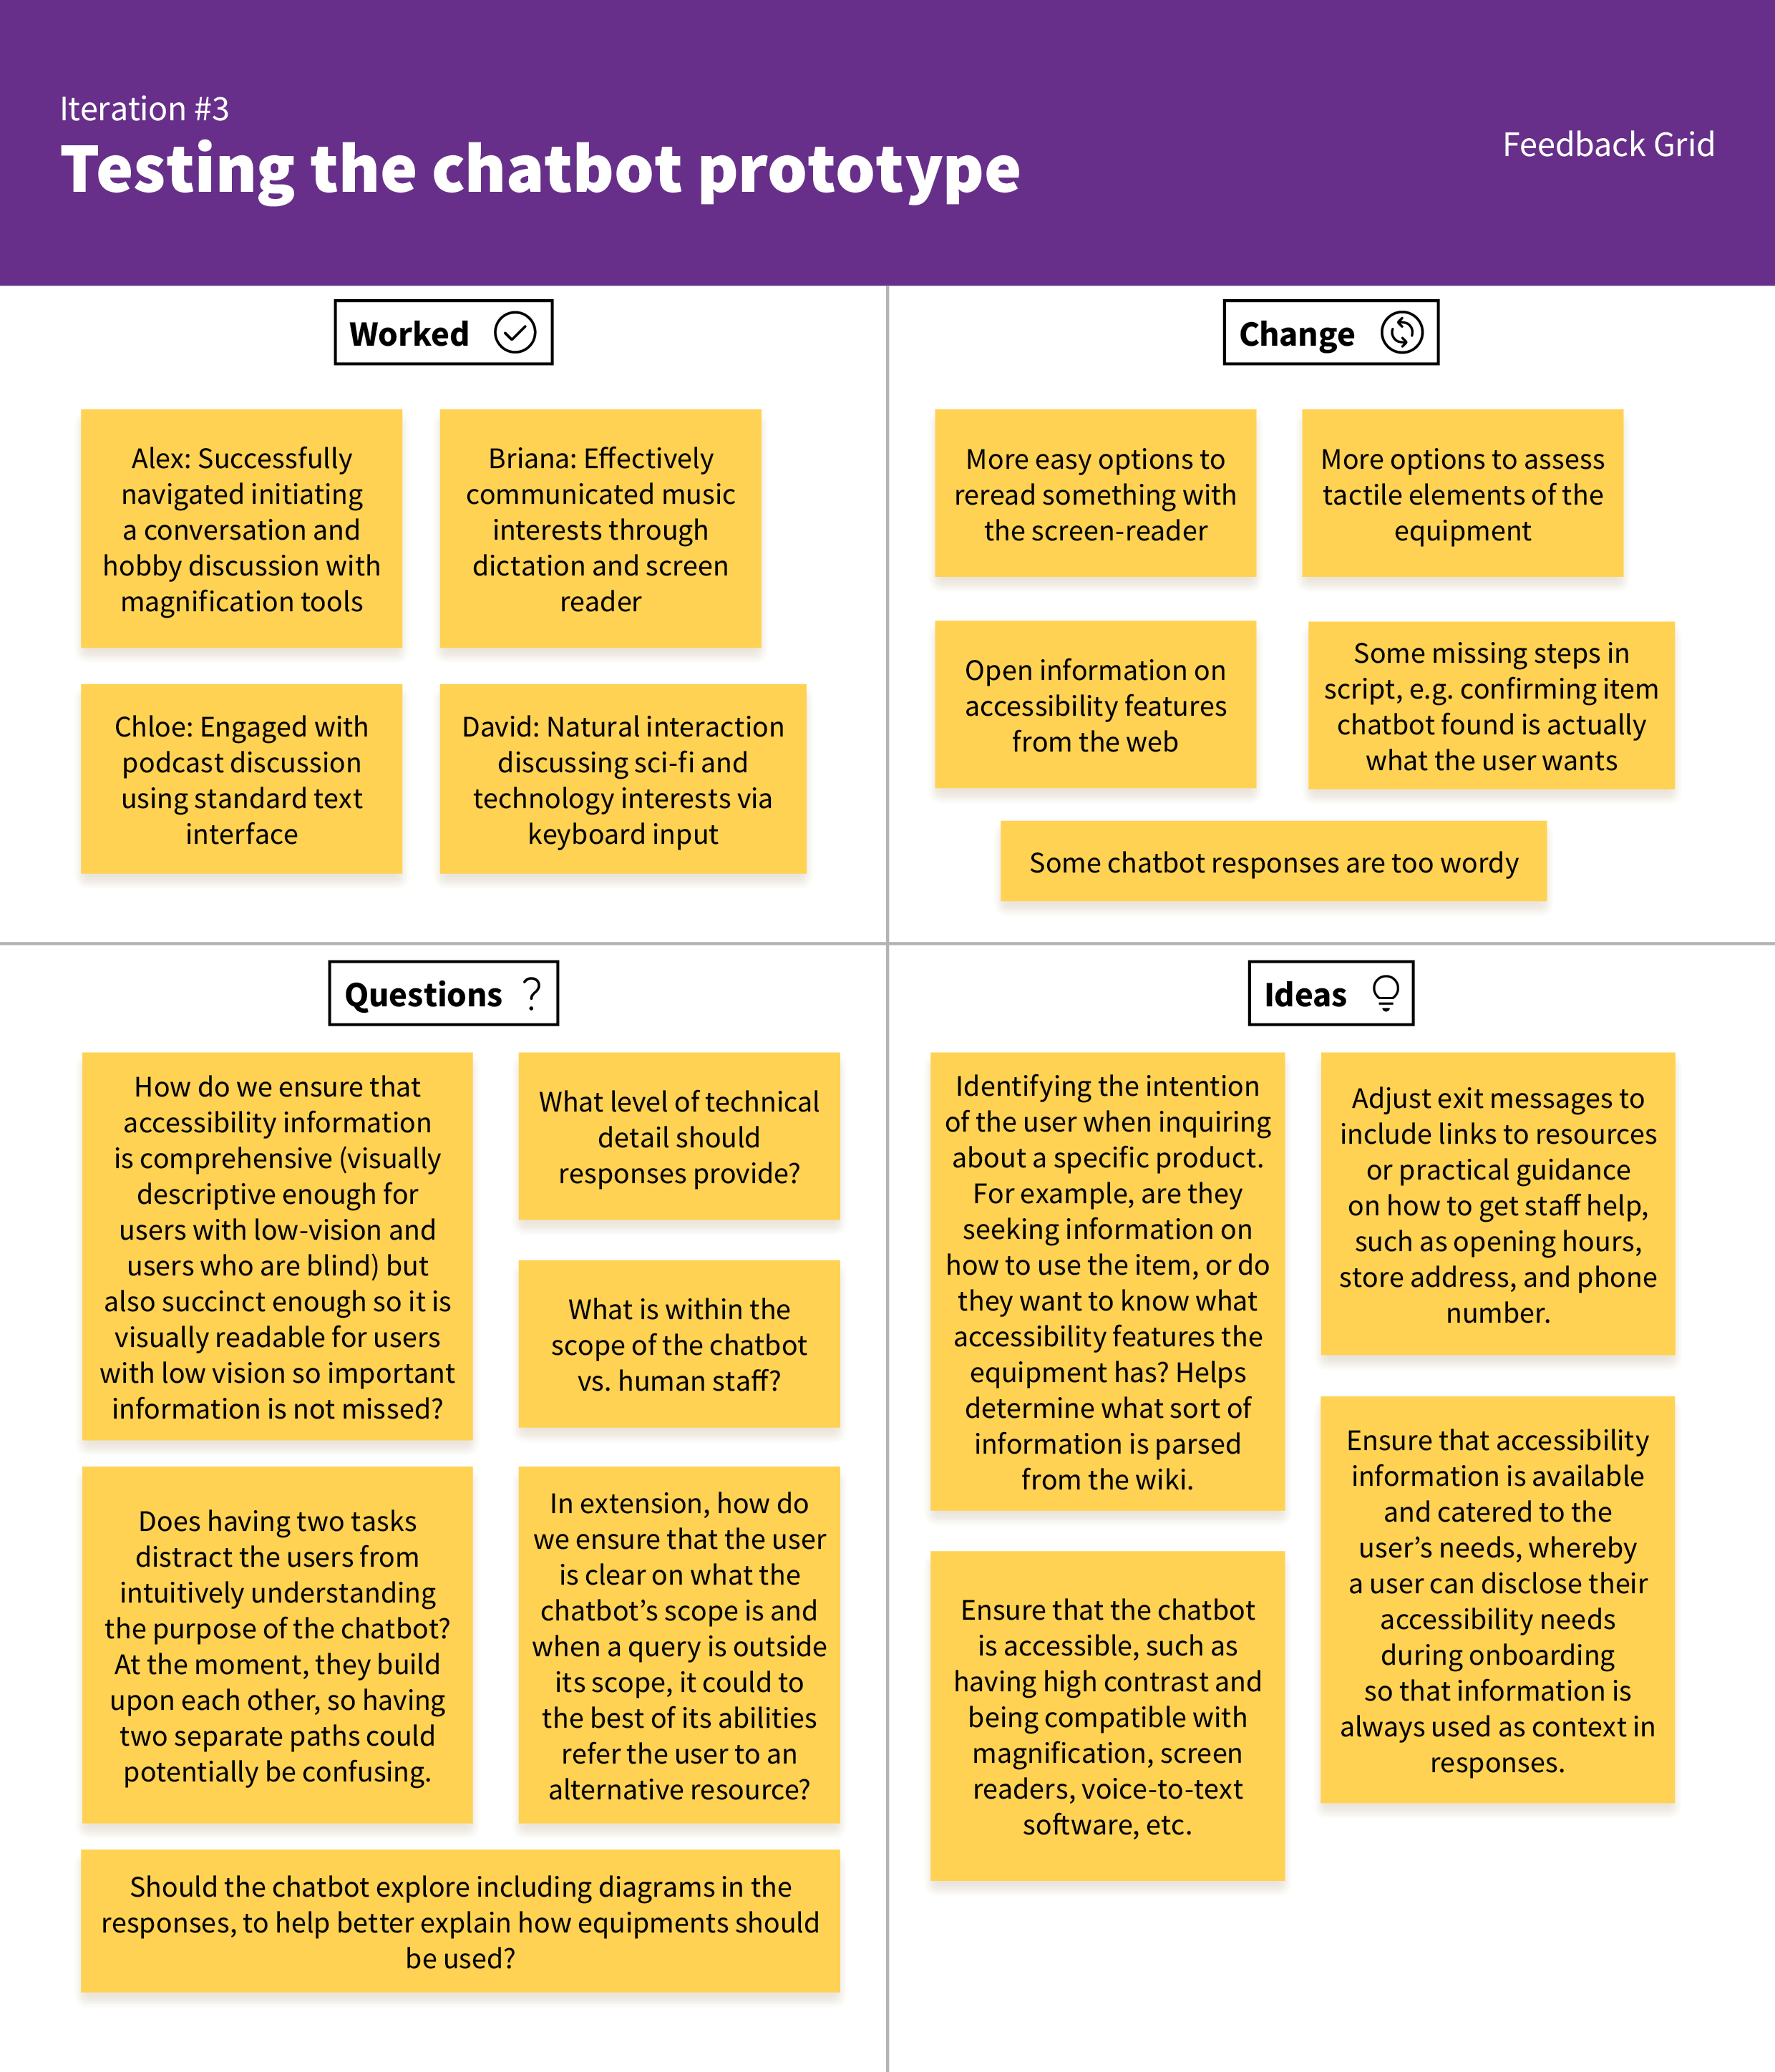 Iteration #3
Testing the chatbot prototype
Feedback Grid
Worked
Alex: Successfully
navigated initiating
a conversation and
hobby discussion with
magnification tools
Briana: Effectively
communicated music
interests through
dictation and screen
reader
Chloe: Engaged with
podcast discussion
using standard text
interface
David: Natural interaction
discussing sci-fi and
technology interests via
keyboard input
Change
More easy options to
reread something with
the screen-reader
More options to assess
tactile elements of the
equipment
Open information on
accessibility features
from the web
Some missing steps in
script, e.g. confirming item
chatbot found is actually
what the user wants
Some chatbot responses are too wordy
Questions ?
How do we ensure that
accessibility information
is comprehensive (visually
descriptive enough for
users with low-vision and
users who are blind) but
also succinct enough so it is
visually readable for users
with low vision so important
information is not missed?
What level of technical
detail should
responses provide?
What is within the
scope of the chatbot
vs. human staff?
Does having two tasks
distract the users from
intuitively understanding
the purpose of the chatbot?
At the moment, they build
upon each other, so having
two separate paths could
potentially be confusing.
In extension, how do
we ensure that the user
is clear on what the
chatbot’s scope is and
when a query is outside
its scope, it could to
the best of its abilities
refer the user to an
alternative resource?
Should the chatbot explore including diagrams in the
responses, to help better explain how equipments should
be used?
Ideas
Identifying the intention
of the user when inquiring
about a specific product.
For example, are they
seeking information on
how to use the item, or do
they want to know what
accessibility features the
equipment has? Helps
determine what sort of
information is parsed
from the wiki.
Adjust exit messages to
include links to resources
or practical guidance
on how to get staff help,
such as opening hours,
store address, and phone
number.
Ensure that the chatbot
is accessible, such as
having high contrast and
being compatible with
magnification, screen
readers, voice-to-text
software, etc.
Ensure that accessibility
information is available
and catered to the
user’s needs, whereby
a user can disclose their
accessibility needs
during onboarding
so that information is
always used as context in
responses.